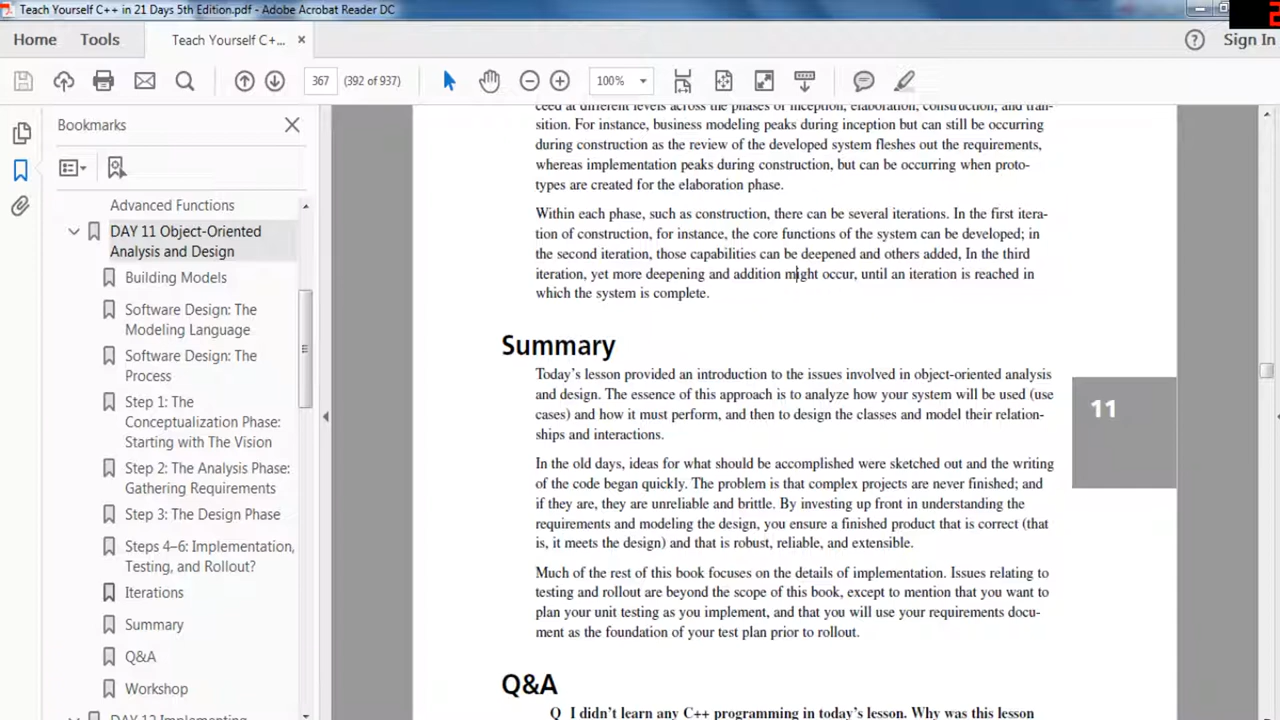 Teach Yourself C++ in 21 Days 5th Edition.pdf - Adobe Acrobat Reader DC
Home Tools Teach Yourself C+... × Sign In
367 (392 of 937) 100%
Bookmarks
Advanced Functions
DAY 11 Object-Oriented
Analysis and Design
Building Models
Software Design: The
Modeling Language
Software Design: The
Process
Step 1: The
Conceptualization Phase:
Starting with The Vision
Step 2: The Analysis Phase:
Gathering Requirements
Step 3: The Design Phase
Steps 4–6: Implementation,
Testing, and Rollout?
Iterations
Summary
Q&A
Workshop
DAY 12 Implementing
ceed at different levels across the phases of inception, elaboration, construction, and tran-
sition. For instance, business modeling peaks during inception but can still be occurring
during construction as the review of the developed system fleshes out the requirements,
whereas implementation peaks during construction, but can be occurring when proto-
types are created for the elaboration phase.
Within each phase, such as construction, there can be several iterations. In the first itera-
tion of construction, for instance, the core functions of the system can be developed; in
the second iteration, those capabilities can be deepened and others added, In the third
iteration, yet more deepening and addition might occur, until an iteration is reached in
which the system is complete.
Summary
Today's lesson provided an introduction to the issues involved in object-oriented analysis
and design. The essence of this approach is to analyze how your system will be used (use
cases) and how it must perform, and then to design the classes and model their relation-
ships and interactions.
In the old days, ideas for what should be accomplished were sketched out and the writing
of the code began quickly. The problem is that complex projects are never finished; and
if they are, they are unreliable and brittle. By investing up front in understanding the
requirements and modeling the design, you ensure a finished product that is correct (that
is, it meets the design) and that is robust, reliable, and extensible.
Much of the rest of this book focuses on the details of implementation. Issues relating to
testing and rollout are beyond the scope of this book, except to mention that you want to
plan your unit testing as you implement, and that you will use your requirements docu-
ment as the foundation of your test plan prior to rollout.
11
Q&A
Q I didn't learn any C++ programming in today's lesson. Why was this lesson